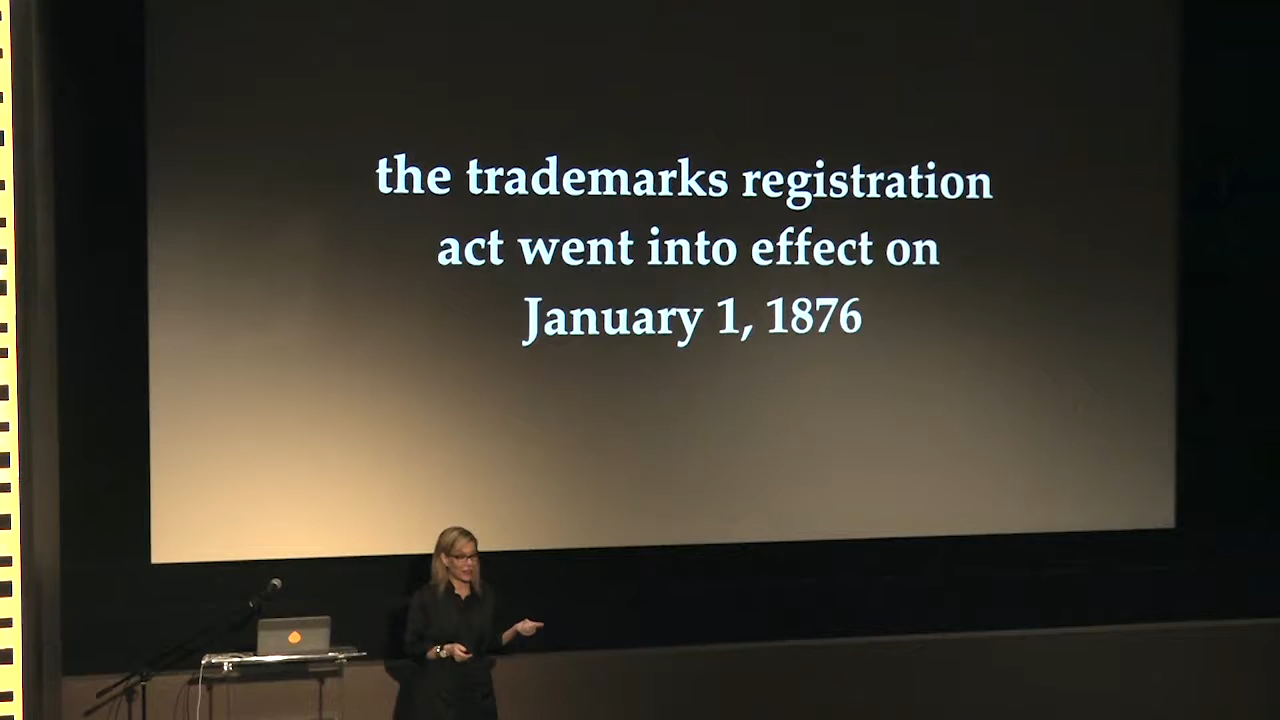 the trademarks registration
act went into effect on
January 1, 1876